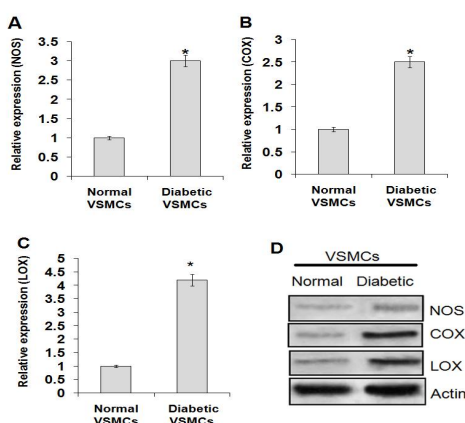 A
Relative expression (NOS)
3.5
3
2.5
2
1.5
1
0.5
0
*
Normal
VSMCs
Diabetic
VSMCs
B
Relative expression (COX)
3
2.5
2
1.5
1
0.5
0
*
Normal
VSMCs
Diabetic
VSMCs
C
Relative expression (LOX)
5
4.5
4
3.5
3
2.5
2
1.5
1
0.5
0
*
Normal
VSMCs
Diabetic
VSMCs
D
VSMCs
Normal Diabetic
NOS
COX
LOX
Actin